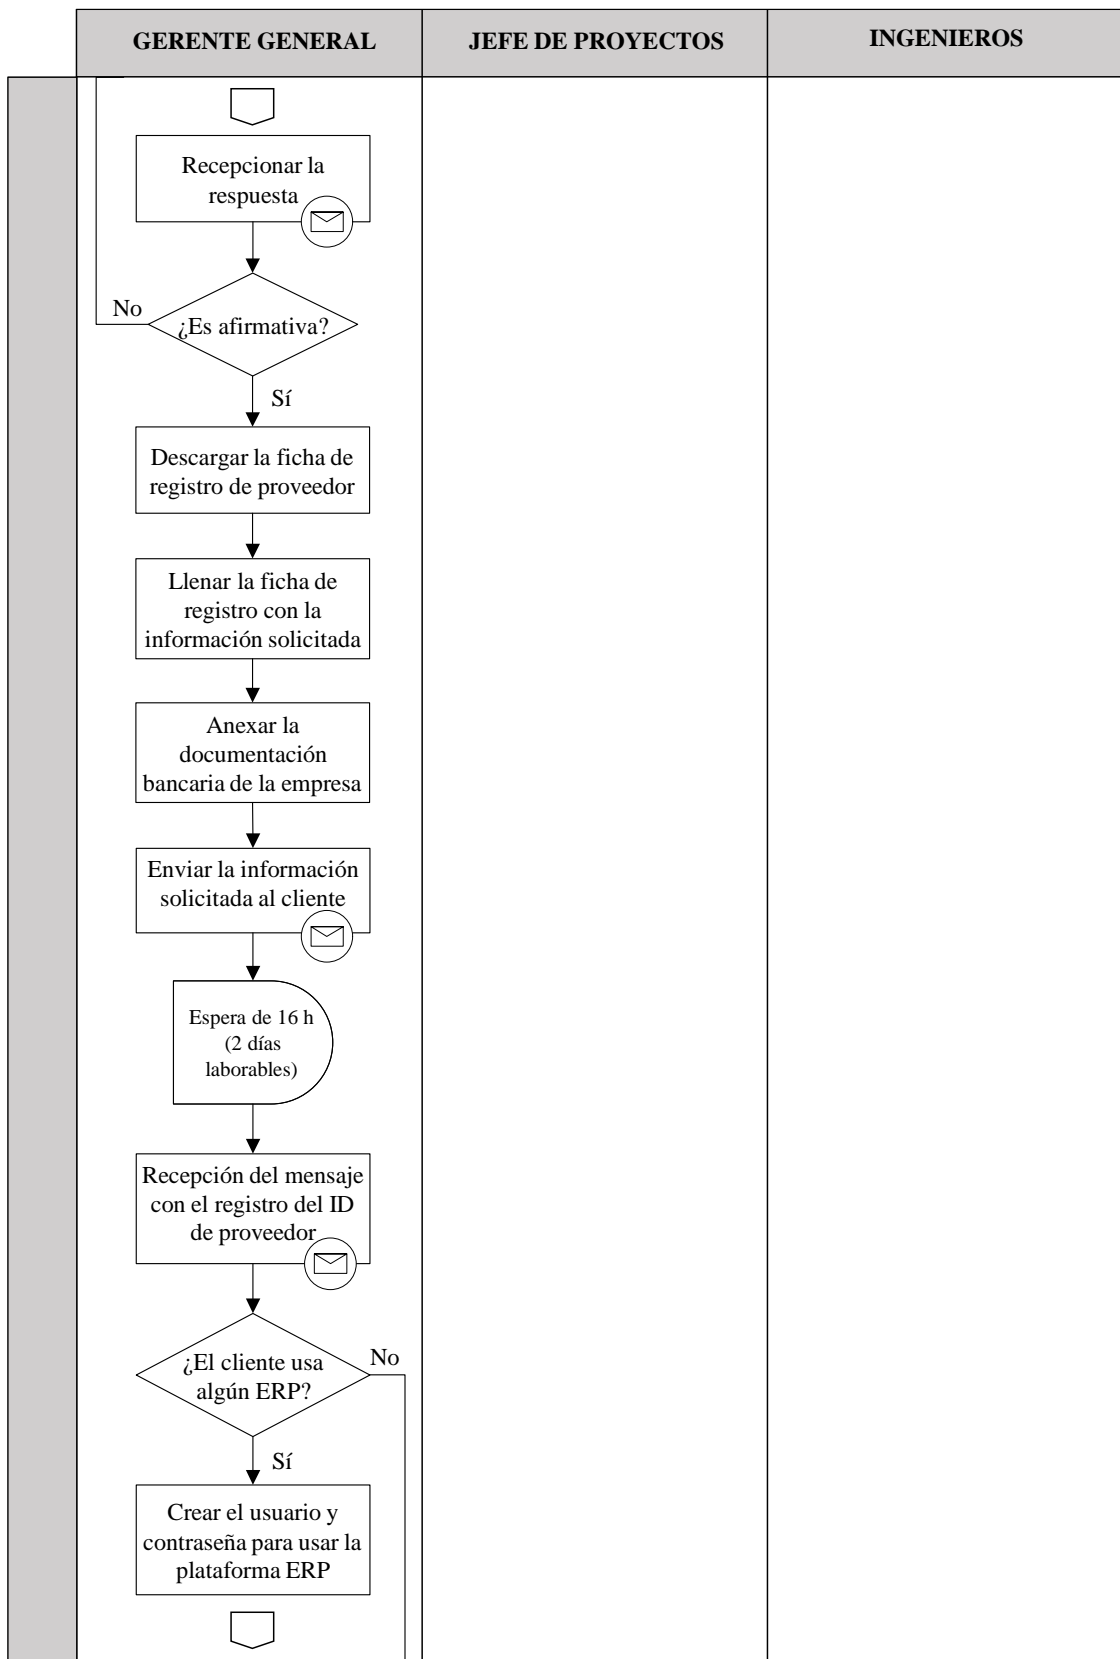 GERENTE GENERAL
JEFE DE PROYECTOS
INGENIEROS
Recepcionar la
respuesta
No
¿Es afirmativa?
Sí
Descargar la ficha de
registro de proveedor
Llenar la ficha de
registro con la
información solicitada
Anexar la
documentación
bancaria de la empresa
Enviar la información
solicitada al cliente
Espera de 16 h
(2 días
laborables)
Recepción del mensaje
con el registro del ID
de proveedor
¿El cliente usa
algún ERP?
No
Sí
Crear el usuario y
contraseña para usar la
plataforma ERP